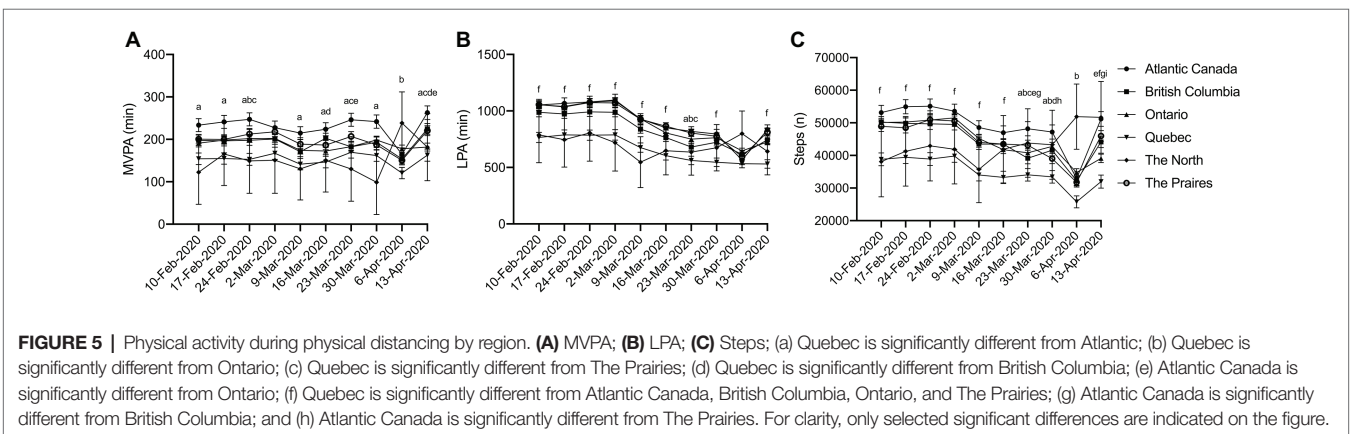 A
400
300
200
100
0
MVPA (min)
a
a
abc
a
ad
ace
a
b
acde
10-Feb-2020
17-Feb-2020
24-Feb-2020
2-Mar-2020
9-Mar-2020
16-Mar-2020
23-Mar-2020
30-Mar-2020
6-Apr-2020
13-Apr-2020
B
1500
1000
500
0
LPA (min)
f
f
f
f
f
f
abc
f
f
10-Feb-2020
17-Feb-2020
24-Feb-2020
2-Mar-2020
9-Mar-2020
16-Mar-2020
23-Mar-2020
30-Mar-2020
6-Apr-2020
13-Apr-2020
C
70000
60000
50000
40000
30000
20000
Steps (n)
f
f
f
f
f
abceg
abdh
b
efgi
10-Feb-2020
17-Feb-2020
24-Feb-2020
2-Mar-2020
9-Mar-2020
16-Mar-2020
23-Mar-2020
30-Mar-2020
6-Apr-2020
13-Apr-2020
Atlantic Canada
British Columbia
Ontario
Quebec
The North
The Praires
FIGURE 5 | Physical activity during physical distancing by region. (A) MVPA; (B) LPA; (C) Steps; (a) Quebec is significantly different from Atlantic; (b) Quebec is
significantly different from Ontario; (c) Quebec is significantly different from The Prairies; (d) Quebec is significantly different from British Columbia; (e) Atlantic Canada is
significantly different from Ontario; (f) Quebec is significantly different from Atlantic Canada, British Columbia, Ontario, and The Prairies; (g) Atlantic Canada is significantly
different from British Columbia; and (h) Atlantic Canada is significantly different from The Prairies. For clarity, only selected significant differences are indicated on the figure.